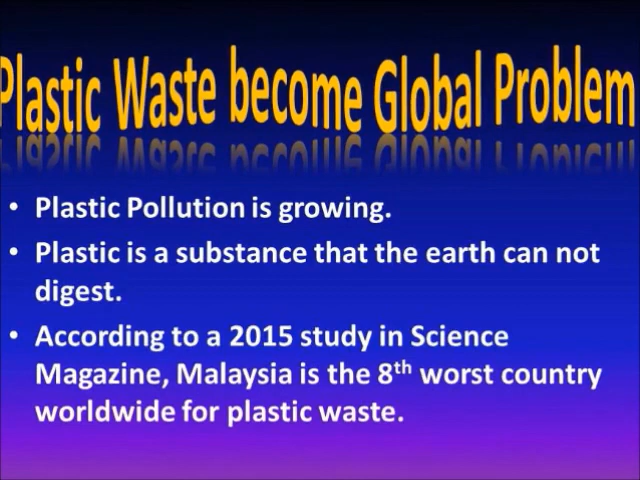 Plastic Waste become Global Problem
• Plastic Pollution is growing.
• Plastic is a substance that the earth can not
digest.
• According to a 2015 study in Science
Magazine, Malaysia is the 8th worst country
worldwide for plastic waste.